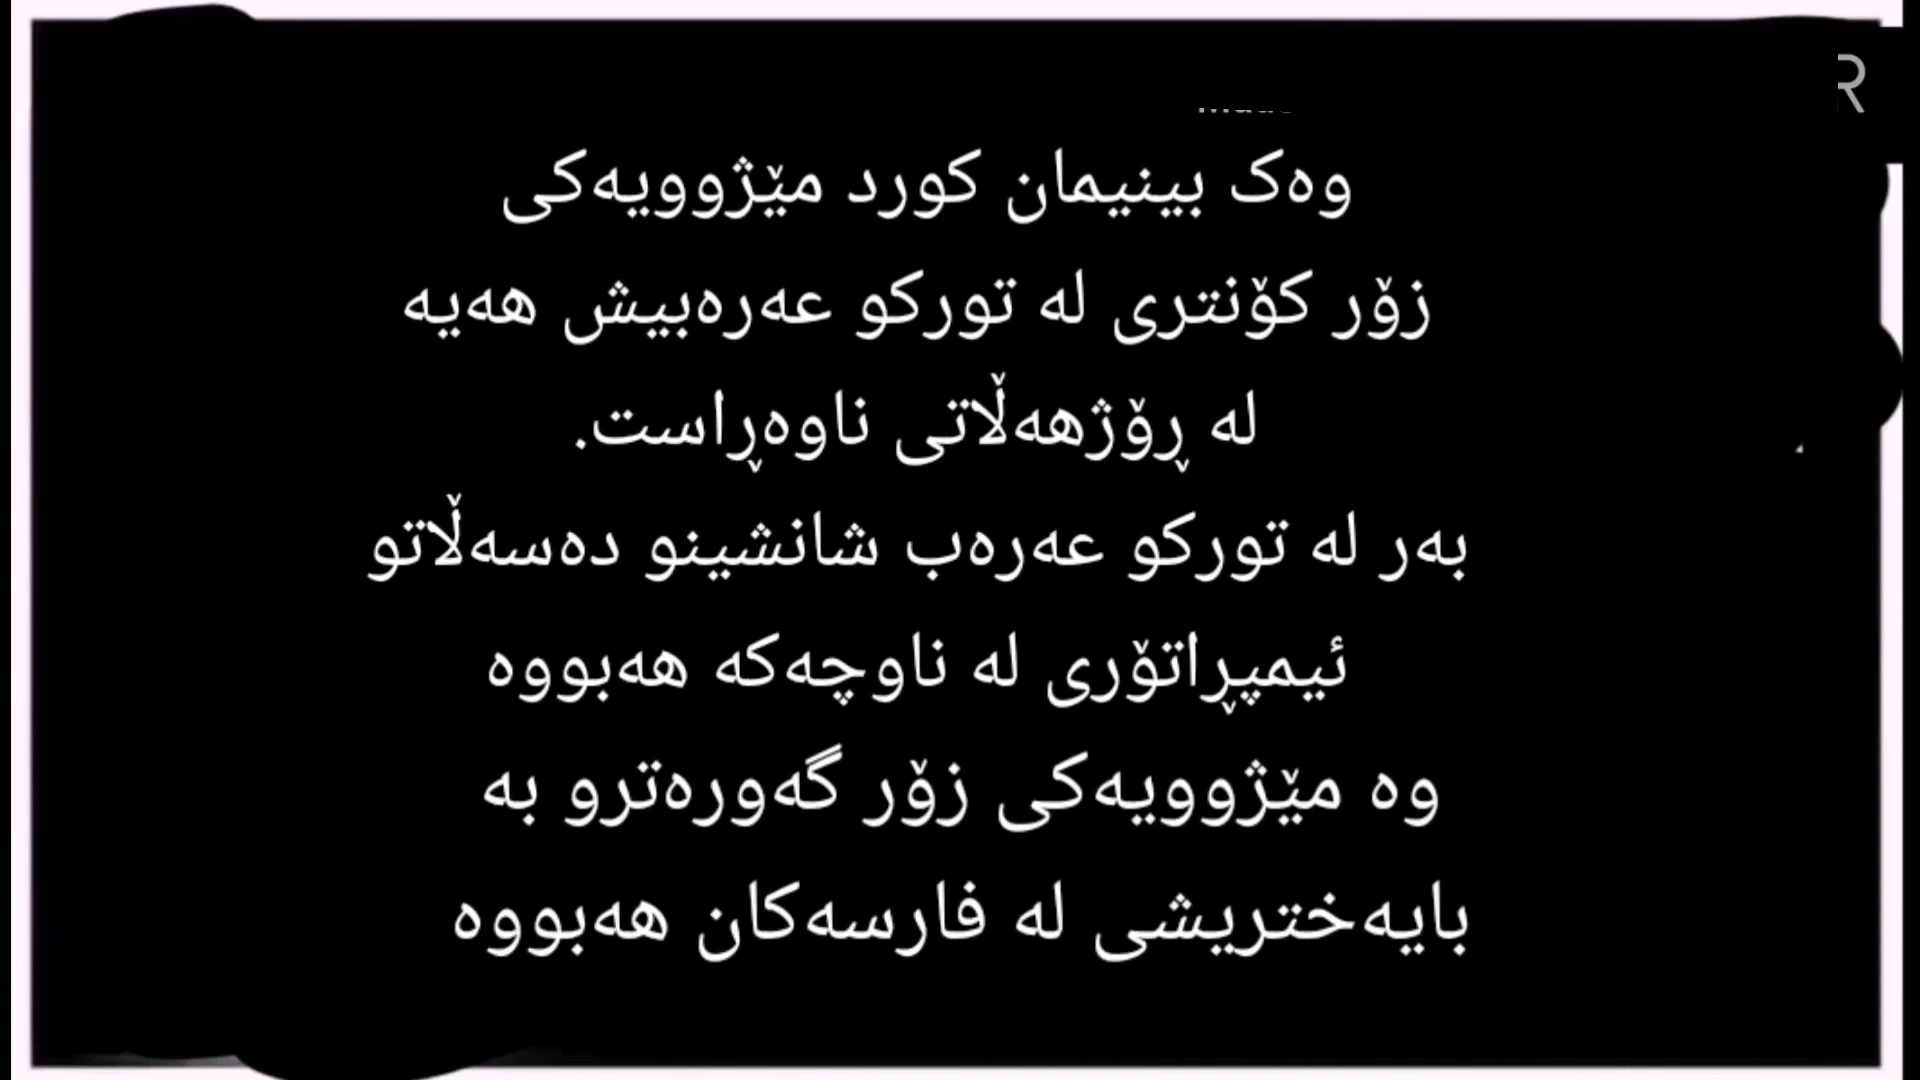 وەک بینیمان کورد مێژوویەکی
زۆر کۆنتری لە تورکو عەرەبیش هەیە
لە ڕۆژهەڵاتی ناوەڕاست.
بەر لە تورکو عەرەب شانشینو دەسەڵاتو
ئیمپڕاتۆری لە ناوچەکە هەبووە
وە مێژوویەکی زۆر گەورەترو بە
بایەختریشی لە فارسەکان هەبووە